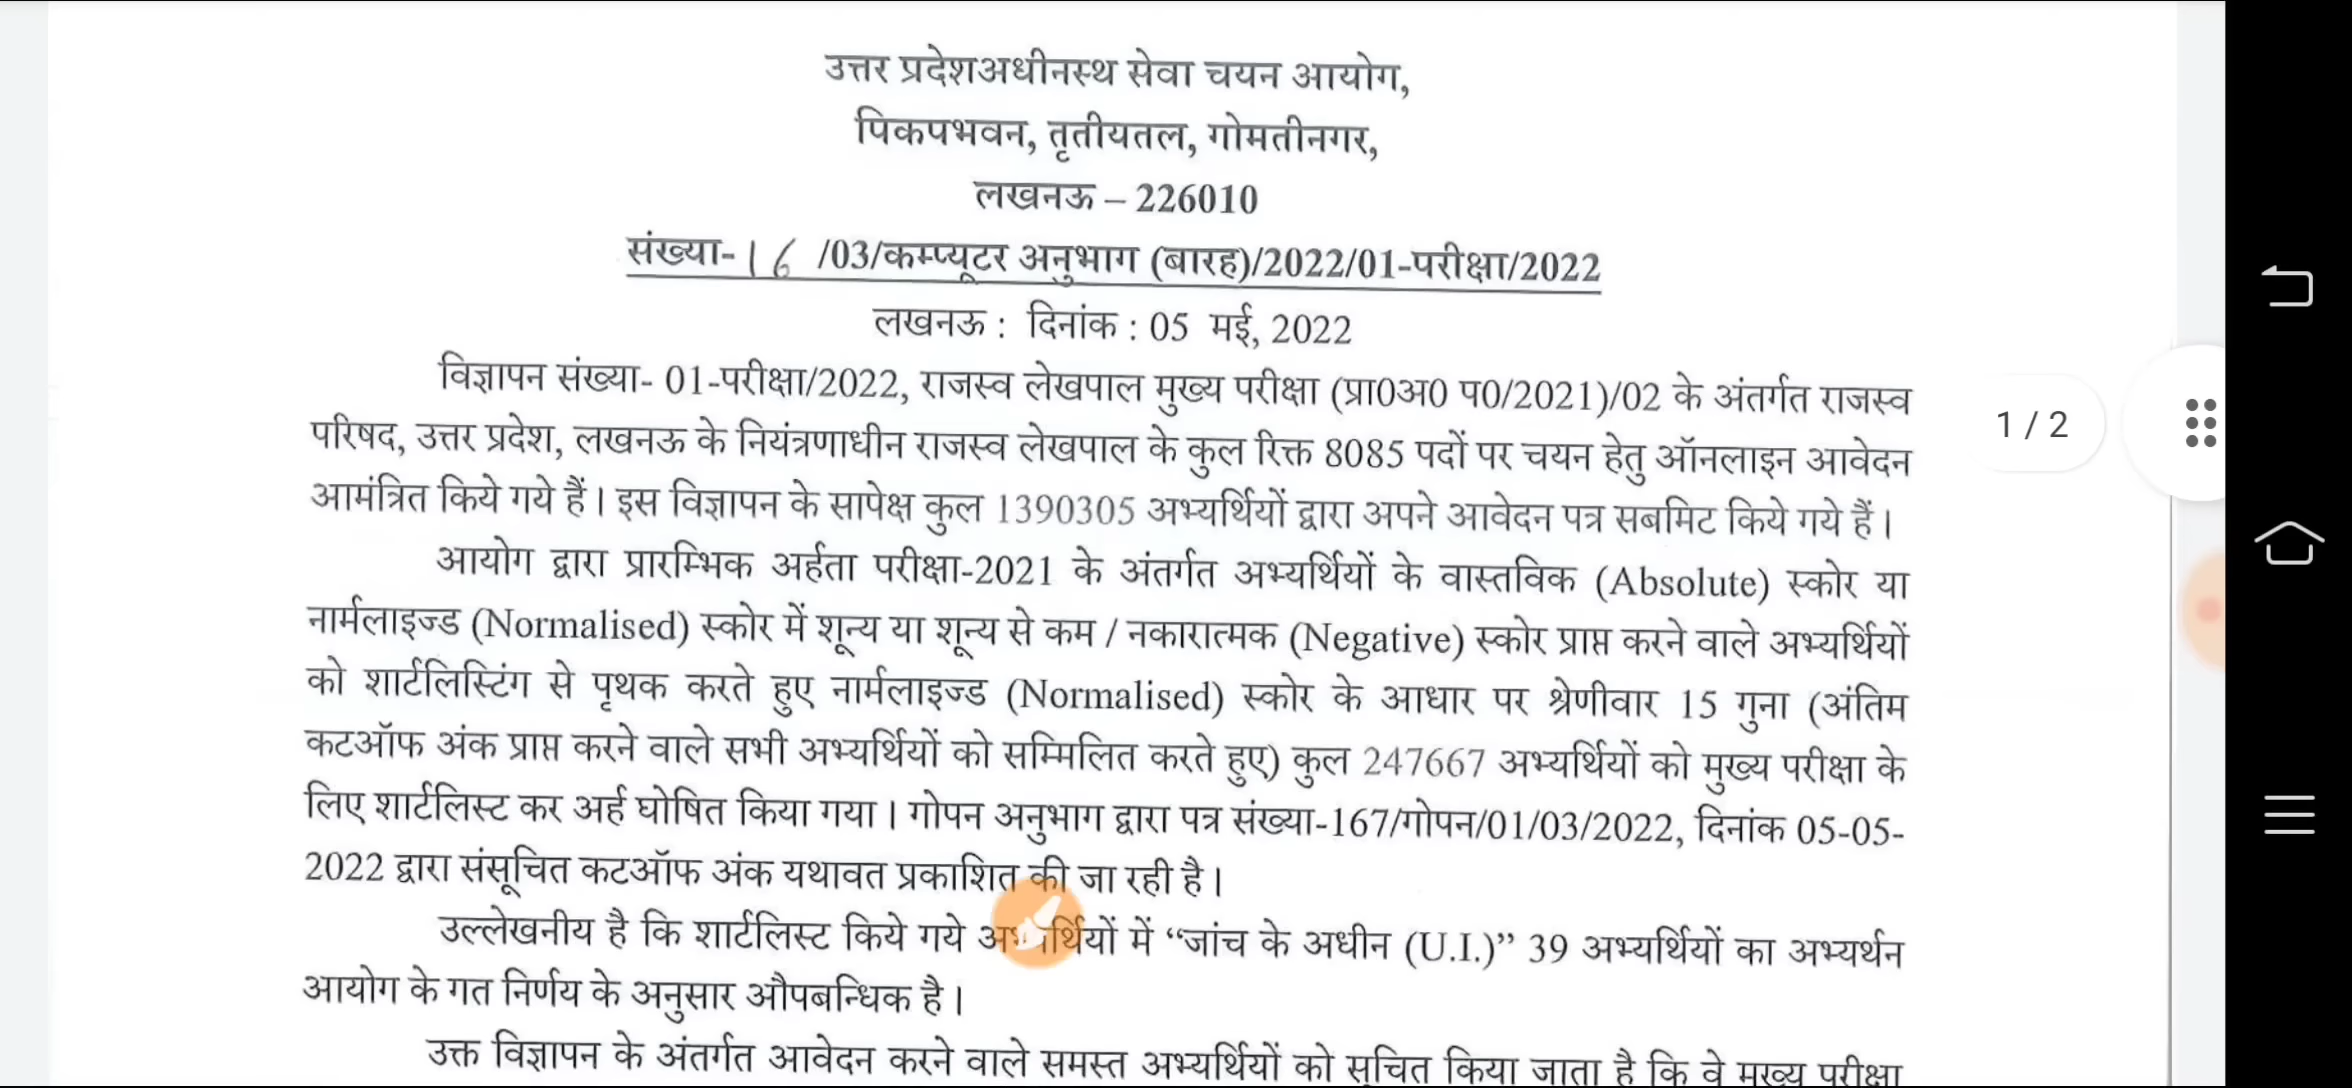 उत्तर प्रदेशअधीनस्थ सेवा चयन आयोग,
पिकपभवन, तृतीयतल, गोमतीनगर,
लखनऊ – 226010
संख्या-16 /03/कम्प्यूटर अनुभाग (बारह)/2022/01-परीक्षा/2022
लखनऊ : दिनांक : 05 मई, 2022
विज्ञापन संख्या- 01-परीक्षा/2022, राजस्व लेखपाल मुख्य परीक्षा (प्रा0अ0 प0/2021)/02 के अंतर्गत राजस्व
परिषद, उत्तर प्रदेश, लखनऊ के नियंत्रणाधीन राजस्व लेखपाल के कुल रिक्त 8085 पदों पर चयन हेतु ऑनलाइन आवेदन
आमंत्रित किये गये हैं। इस विज्ञापन के सापेक्ष कुल 1390305 अभ्यर्थियों द्वारा अपने आवेदन पत्र सबमिट किये गये हैं।
1 / 2
आयोग द्वारा प्रारम्भिक अर्हता परीक्षा-2021 के अंतर्गत अभ्यर्थियों के वास्तविक (Absolute) स्कोर या
नार्मलाइज्ड (Normalised) स्कोर में शून्य या शून्य से कम / नकारात्मक (Negative) स्कोर प्राप्त करने वाले अभ्यर्थियों
को शार्टलिस्टिंग से पृथक करते हुए नार्मलाइज्ड (Normalised) स्कोर के आधार पर श्रेणीवार 15 गुना (अंतिम
कटऑफ अंक प्राप्त करने वाले सभी अभ्यर्थियों को सम्मिलित करते हुए) कुल 247667 अभ्यर्थियों को मुख्य परीक्षा के
लिए शार्टलिस्ट कर अर्ह घोषित किया गया। गोपन अनुभाग द्वारा पत्र संख्या-167/गोपन/01/03/2022, दिनांक 05-05-
2022 द्वारा संसूचित कटऑफ अंक यथावत प्रकाशित की जा रही है।
उल्लेखनीय है कि शार्टलिस्ट किये गये अभ्यर्थियों में “जांच के अधीन (U.I.)” 39 अभ्यर्थियों का अभ्यर्थन
आयोग के गत निर्णय के अनुसार औपबन्धिक है।
उक्त विज्ञापन के अंतर्गत आवेदन करने वाले समस्त अभ्यर्थियों को सूचित किया जाता है कि वे मुख्य परीक्षा